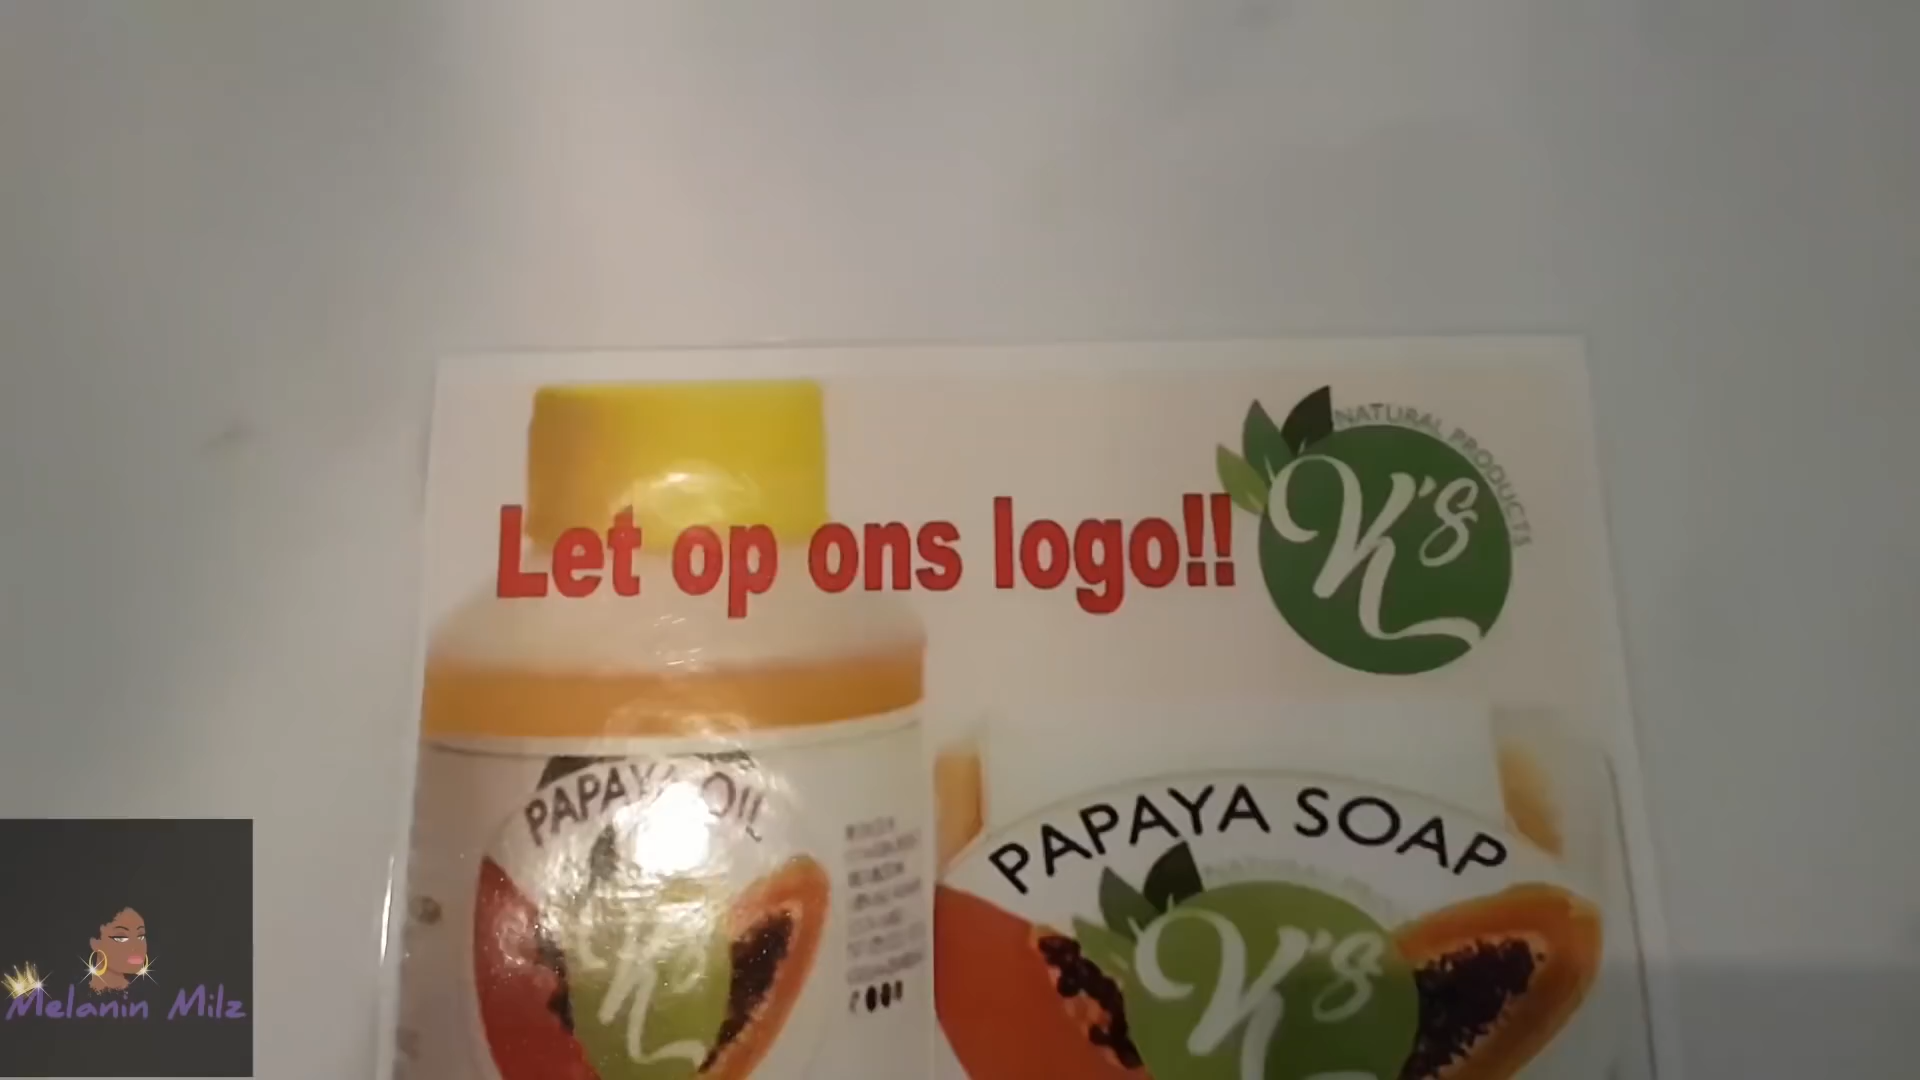 NATURAL PRODUCTS
K's
Let op ons logo!!
PAPAYA OIL
PAPAYA SOAP
K's
K's
Melanin Milz